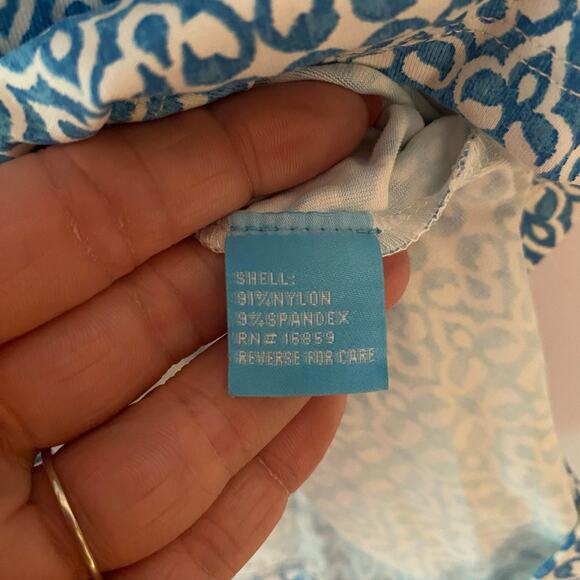 SHELL:
91%NYLON
9%SPANDEX
RN# 16859
REVERSE FOR CARE